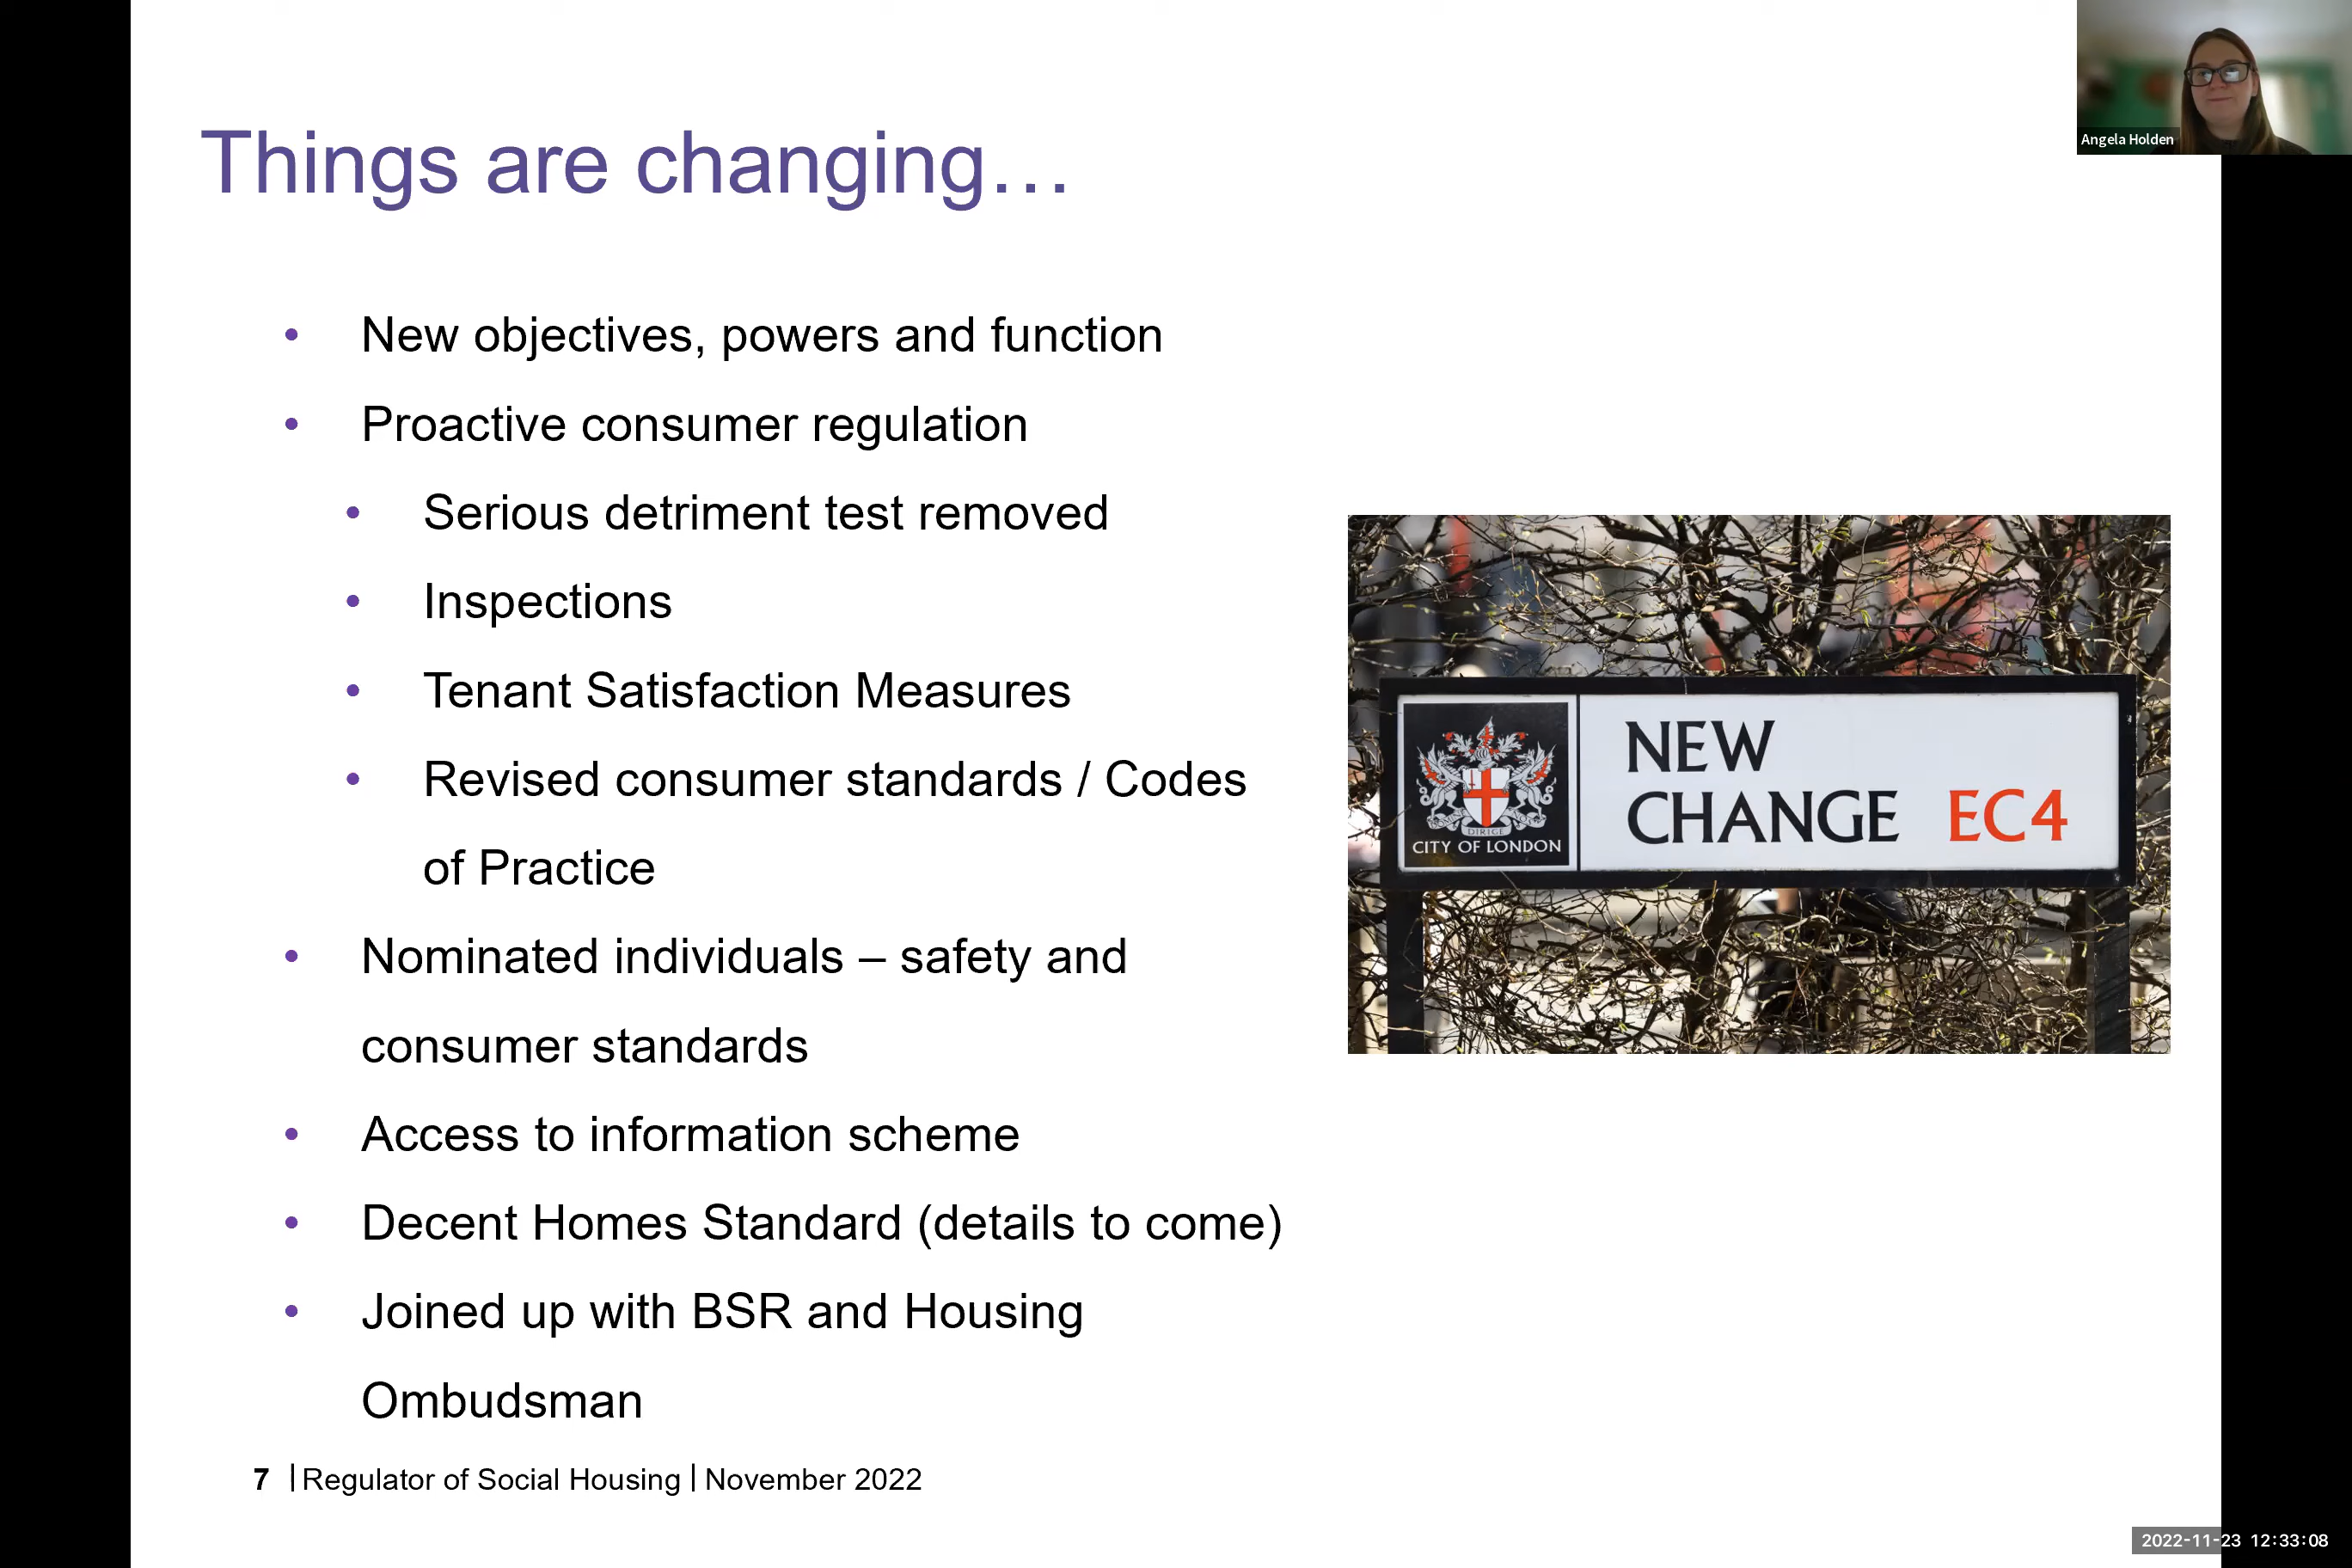 Things are changing…
Angela Holden
• New objectives, powers and function
• Proactive consumer regulation
• Serious detriment test removed
• Inspections
• Tenant Satisfaction Measures
• Revised consumer standards / Codes
of Practice
• Nominated individuals – safety and
consumer standards
• Access to information scheme
• Decent Homes Standard (details to come)
• Joined up with BSR and Housing
Ombudsman
NEW
CHANGE EC4
DIRIGE
CITY OF LONDON
7 | Regulator of Social Housing | November 2022
2022-11-23 12:33:08